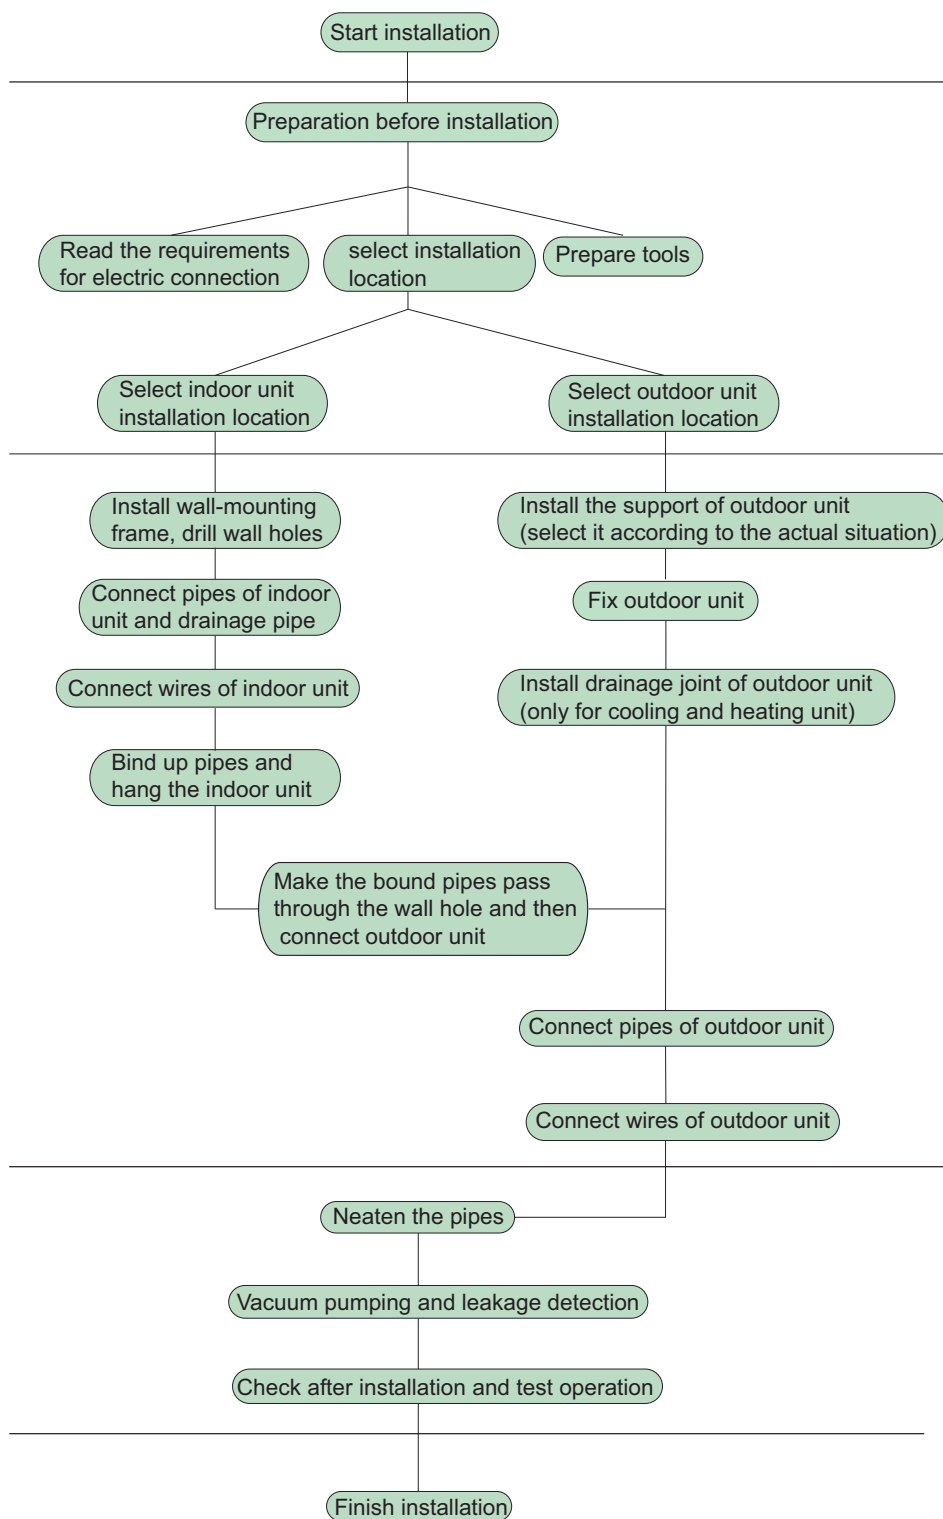 Start installation
Preparation before installation
Read the requirements
for electric connection
select installation
location
Prepare tools
Select indoor unit
installation location
Select outdoor unit
installation location
Install wall-mounting
frame, drill wall holes
Connect pipes of indoor
unit and drainage pipe
Connect wires of indoor unit
Bind up pipes and
hang the indoor unit
Install the support of outdoor unit
(select it according to the actual situation)
Fix outdoor unit
Install drainage joint of outdoor unit
(only for cooling and heating unit)
Make the bound pipes pass
through the wall hole and then
connect outdoor unit
Connect pipes of outdoor unit
Connect wires of outdoor unit
Neaten the pipes
Vacuum pumping and leakage detection
Check after installation and test operation
Finish installation